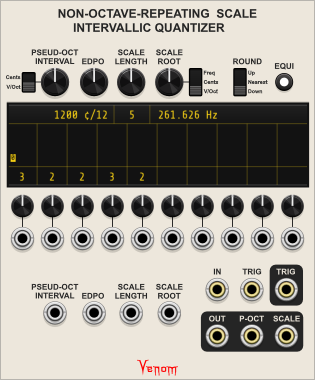 NON-OCTAVE-REPEATING SCALE
INTERVALLIC QUANTIZER
PSEUD-OCT INTERVAL
EDPO
SCALE LENGTH
SCALE ROOT
ROUND
EQUI
Cents
V/Oct
Freq
Cents
V/Oct
Up
Nearest
Down
1200 ¢/12 5 261.626 Hz
0
3 2 2 3 2
PSEUD-OCT INTERVAL
EDPO
SCALE LENGTH
SCALE ROOT
IN TRIG TRIG
OUT P-OCT SCALE
Venom